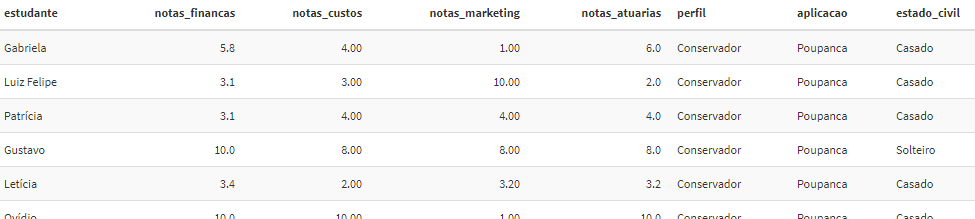 estudante notas_financas notas_custos notas_marketing notas_atuarias perfil aplicacao estado_civil
Gabriela 5.8 4.00 1.00 6.0 Conservador Poupanca Casado
Luiz Felipe 3.1 3.00 10.00 2.0 Conservador Poupanca Casado
Patrícia 3.1 4.00 4.00 4.0 Conservador Poupanca Casado
Gustavo 10.0 8.00 8.00 8.0 Conservador Poupanca Solteiro
Letícia 3.4 2.00 3.20 3.2 Conservador Poupanca Casado
Ovídio 10.0 10.00 1.00 10.0 Conservador Poupanca Casado